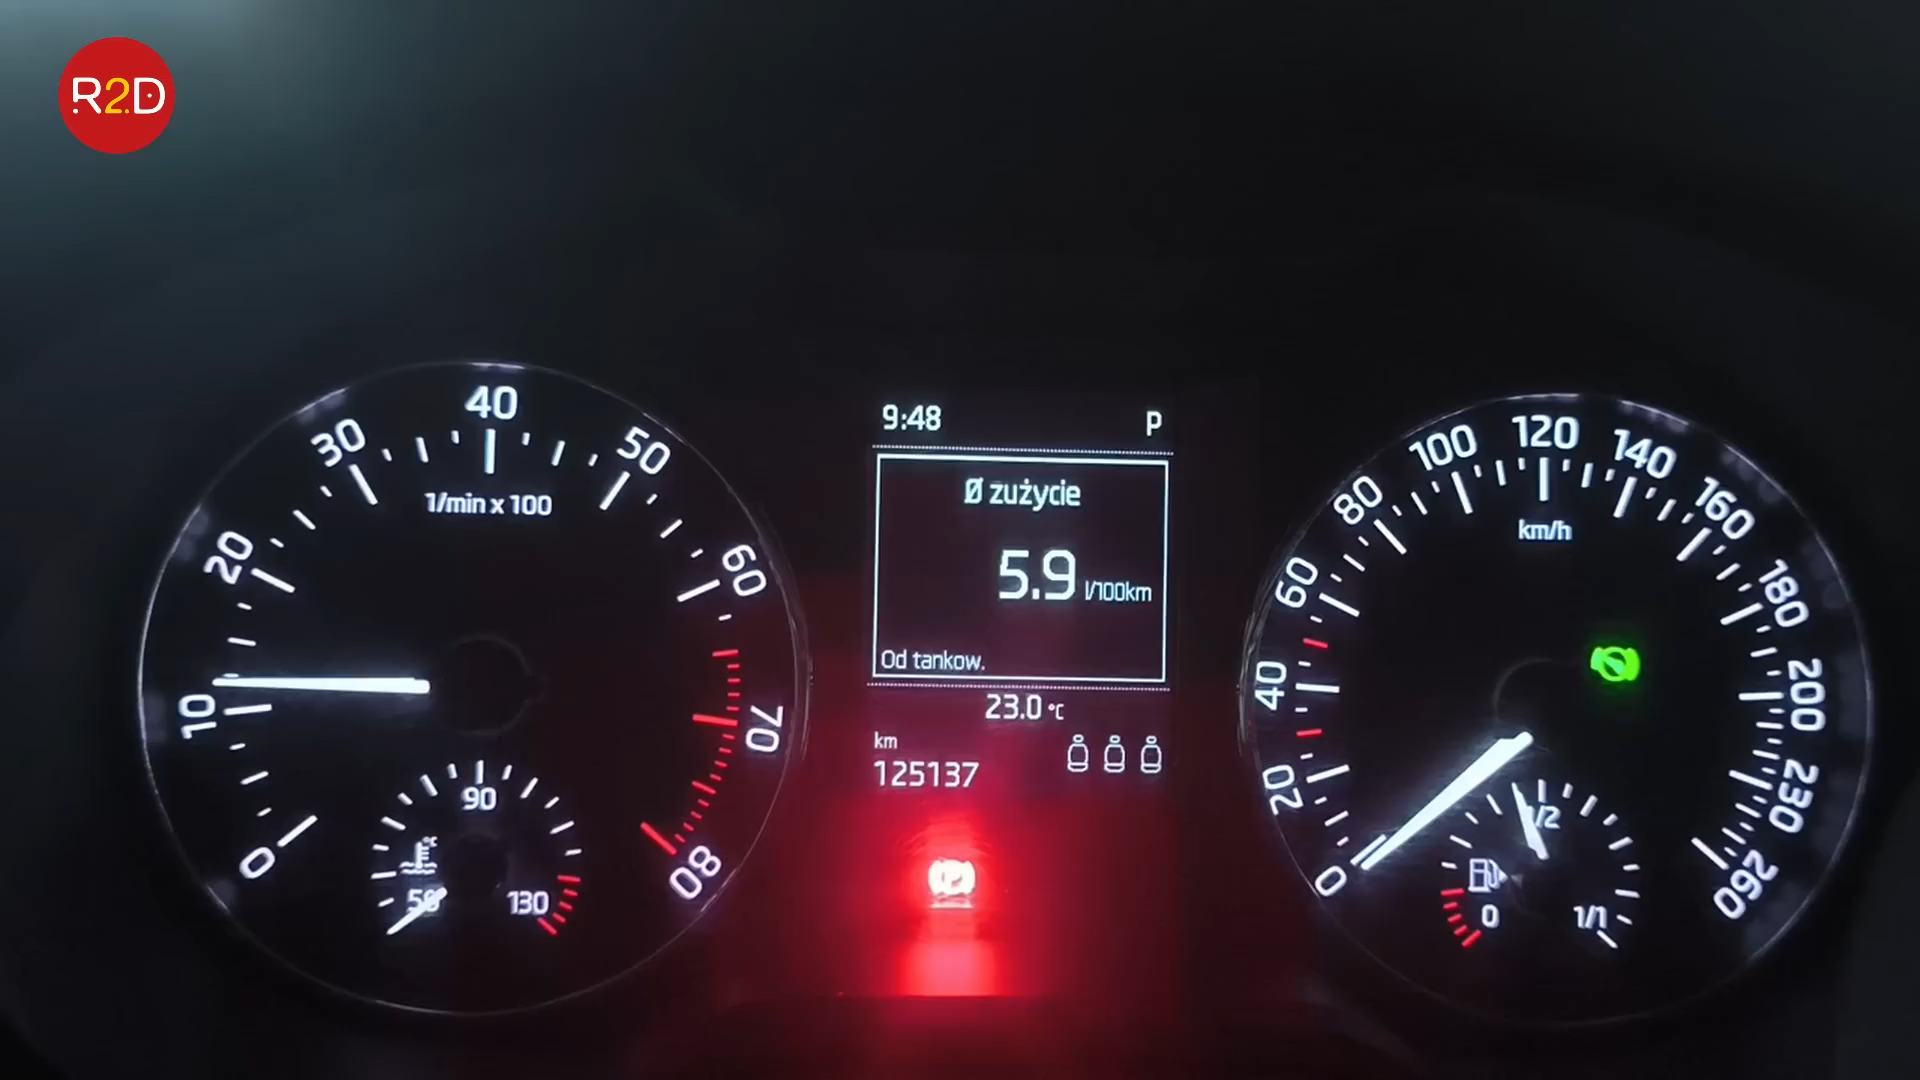 R2D
9:48 P
Ø zużycie
5.9 l/100km
Od tankow.
23.0 °C
km
125137
0 10 20 30 40 50 60 70 80
1/min x 100
50 90 130
°C
0 20 40 60 80 100 120 140 160 180 200 230 260
km/h
0 1/2 1/1